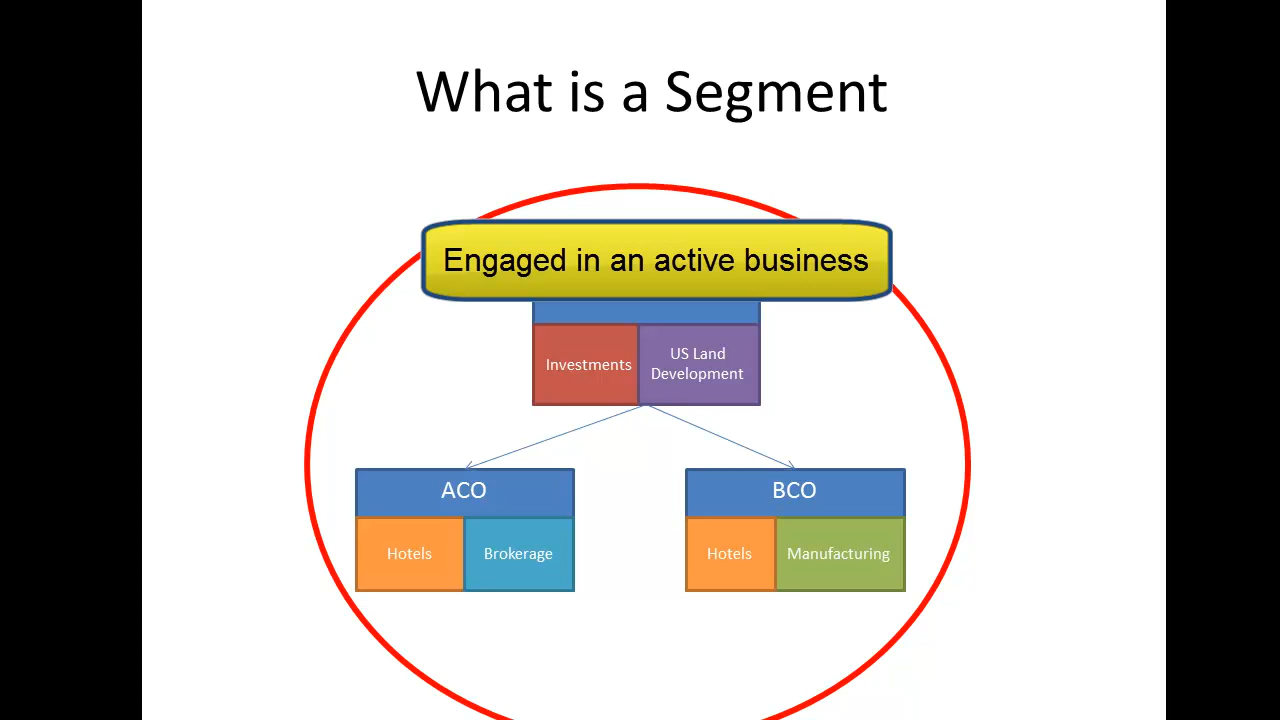 What is a Segment
Engaged in an active business
Investments
US Land
Development
ACO
BCO
Hotels
Brokerage
Hotels
Manufacturing